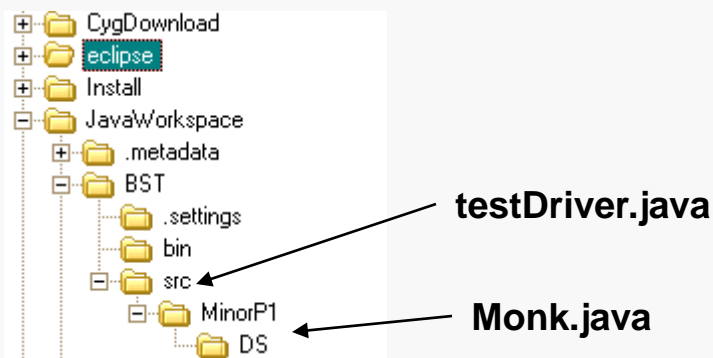 CygDownload
eclipse
Install
JavaWorkspace
.metadata
BST
testDriver.java
.settings
bin
src
MinorP1
Monk.java
DS